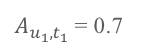 A_{u_1,t_1} = 0.7